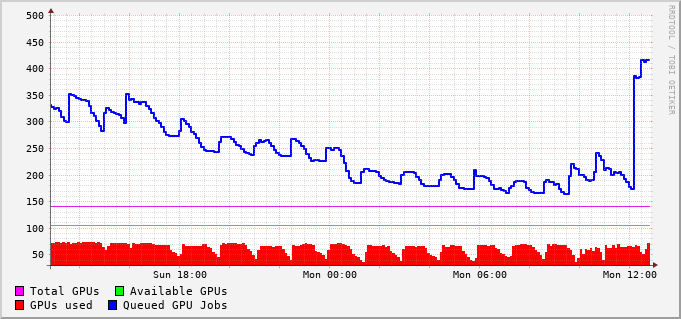 500
450
400
350
300
250
200
150
100
50
Sun 18:00 Mon 00:00 Mon 06:00 Mon 12:00
Total GPUs Available GPUs
GPUs used Queued GPU Jobs
RRDTOOL / TOBI OETIKER